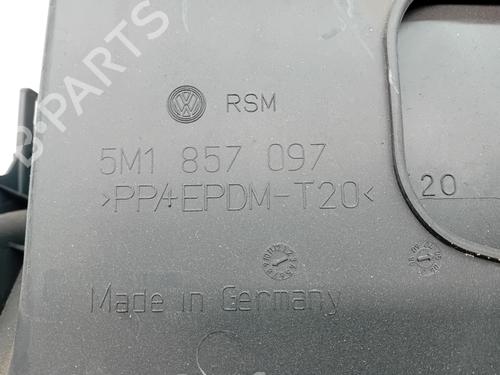 RSM
5M1 857 097
>PP/EPDM-T20<
20
Made in Germany
B-PARTS